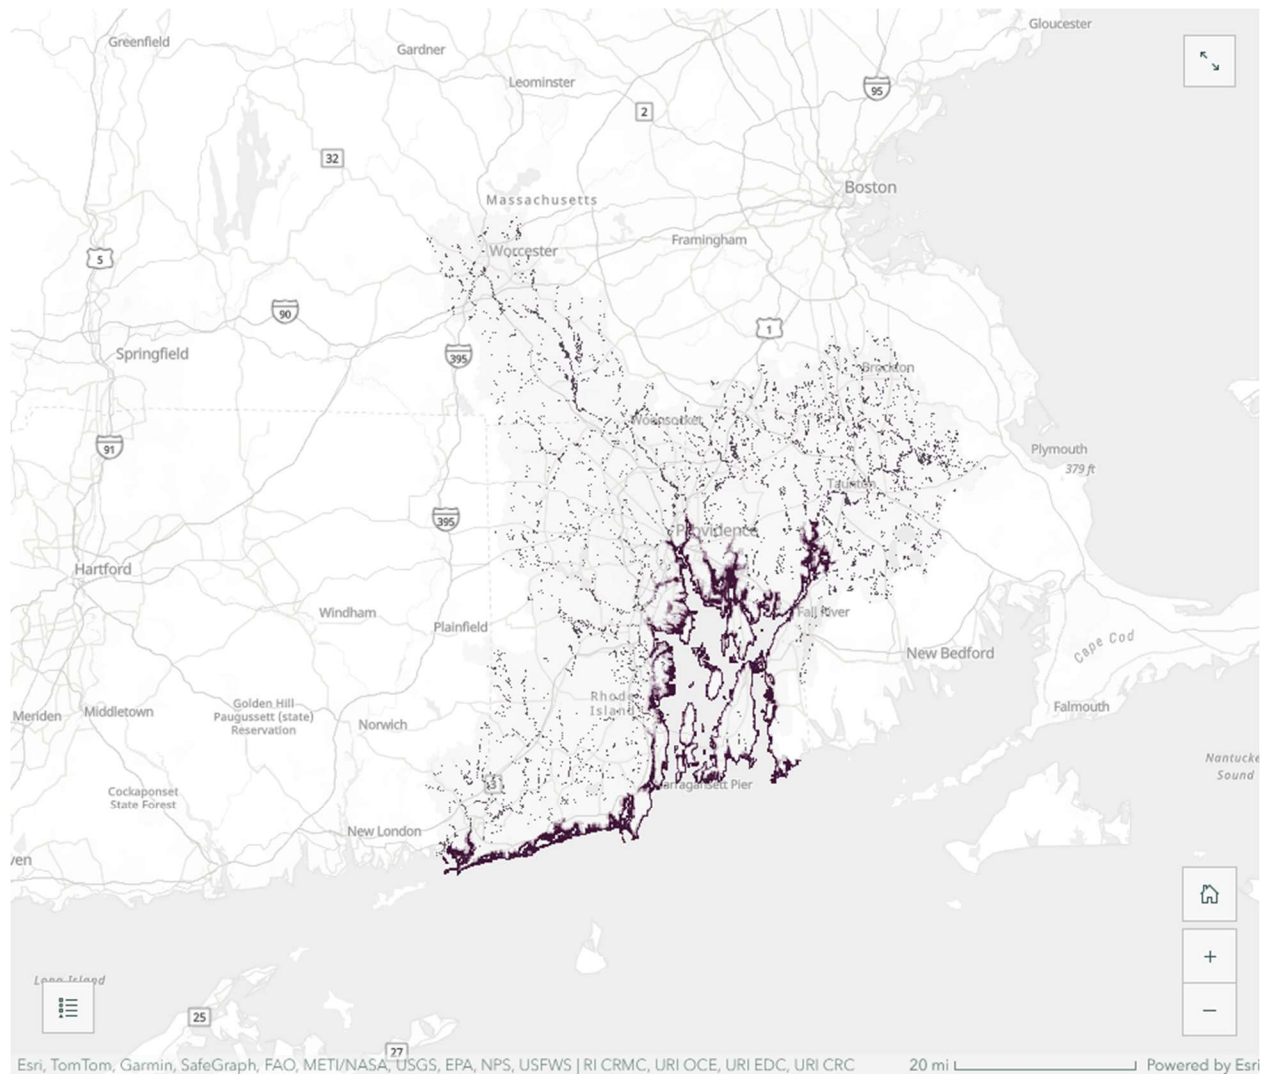 Gloucester
Greenfield
Gardner
Leominster
95
2
32
Boston
Massachusetts
Framingham
Worcester
5
90
1
Springfield
395
Brockton
Woonsocket
91
Plymouth
379 ft
Taunton
395
Providence
Hartford
Windham
Fall River
Plainfield
New Bedford
Cape Cod
Rhode
Island
Golden Hill
Paugussett (state)
Reservation
Meriden
Middletown
Norwich
Falmouth
Sound
3
Narragansett Pier
Cockaponset
State Forest
New London
ven
Long Island
25
27
Esri, TomTom, Garmin, SafeGraph, FAO, METI/NASA, USGS, EPA, NPS, USFWS | RI CRMC, URI OCE, URI EDC, URI CRC
20 mi
Powered by Esri